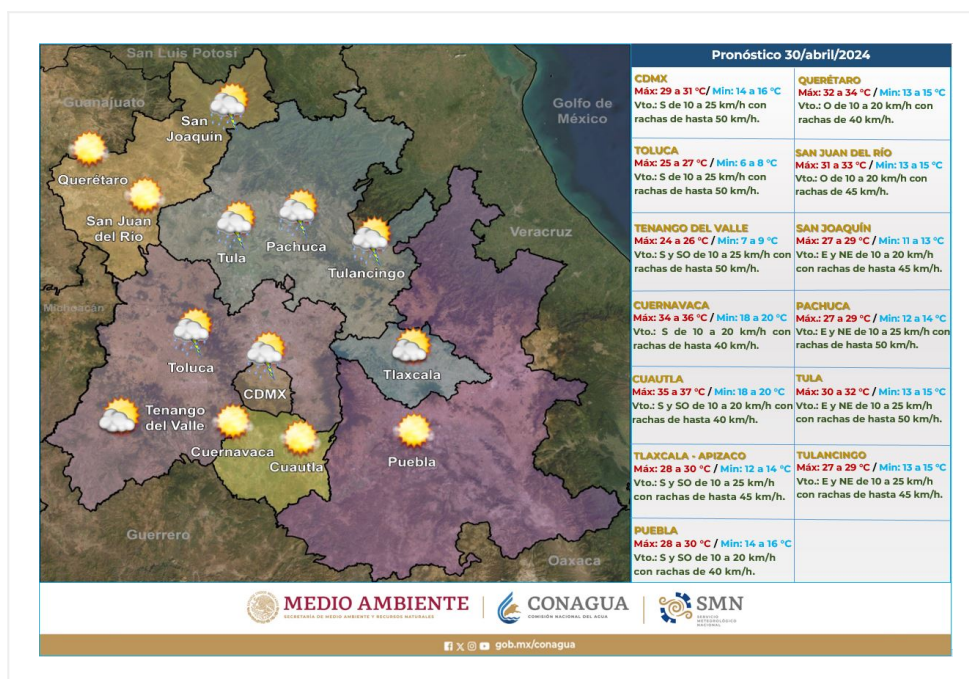 San Luis Potosí
Guanajuato
San
Joaquín
Golfo de
México
Querétaro
San Juan
del Río
Tula
Pachuca
Tulancingo
Veracruz
Michoacán
Toluca
CDMX
Tlaxcala
Tenango
del Valle
Cuernavaca
Cuautla
Puebla
Guerrero
Oaxaca
Pronóstico 30/abril/2024
CDMX
Máx: 29 a 31 °C/ Min: 14 a 16 °C
Vto.: S de 10 a 25 km/h con
rachas de hasta 50 km/h.
QUERÉTARO
Máx: 32 a 34 °C/ Min: 13 a 15 °C
Vto.: O de 10 a 20 km/h con
rachas de 40 km/h.
TOLUCA
Máx: 25 a 27 °C / Min: 6 a 8 °C
Vto.: S de 10 a 25 km/h con
rachas de hasta 50 km/h.
SAN JUAN DEL RÍO
Máx: 31 a 33 °C / Min: 13 a 15 °C
Vto.: O de 10 a 20 km/h con
rachas de 45 km/h.
TENANGO DEL VALLE
Máx: 24 a 26 °C / Min: 7 a 9 °C
Vto.: S y SO de 10 a 25 km/h con
rachas de hasta 50 km/h.
SAN JOAQUÍN
Máx: 27 a 29 °C / Min: 11 a 13 °C
Vto.: E y NE de 10 a 20 km/h
con rachas de hasta 45 km/h.
CUERNAVACA
Máx: 34 a 36 °C / Min: 18 a 20 °C
Vto.: S de 10 a 20 km/h con
rachas de hasta 40 km/h.
PACHUCA
Máx.: 27 a 29 °C / Min: 12 a 14 °C
Vto.: E y NE de 10 a 25 km/h con
rachas de hasta 50 km/h.
CUAUTLA
Máx: 35 a 37 °C / Min: 18 a 20 °C
Vto.: S y SO de 10 a 20 km/h con
rachas de hasta 40 km/h.
TULA
Máx: 30 a 32 °C / Min: 13 a 15 °C
Vto.: E y NE de 10 a 25 km/h
con rachas de hasta 50 km/h.
TLAXCALA - APIZACO
Máx: 28 a 30 °C / Min: 12 a 14 °C
Vto.: S y SO de 10 a 25 km/h
con rachas de hasta 45 km/h.
TULANCINGO
Máx: 27 a 29 °C / Min: 13 a 15 °C
Vto.: E y NE de 10 a 25 km/h
con rachas de hasta 45 km/h.
PUEBLA
Máx: 28 a 30 °C / Min: 14 a 16 °C
Vto.: S y SO de 10 a 20 km/h
con rachas de 40 km/h.
MEDIO AMBIENTE
SECRETARÍA DE MEDIO AMBIENTE Y RECURSOS NATURALES
CONAGUA
COMISIÓN NACIONAL DEL AGUA
SMN
SERVICIO
METEOROLÓGICO
NACIONAL
gob.mx/conagua